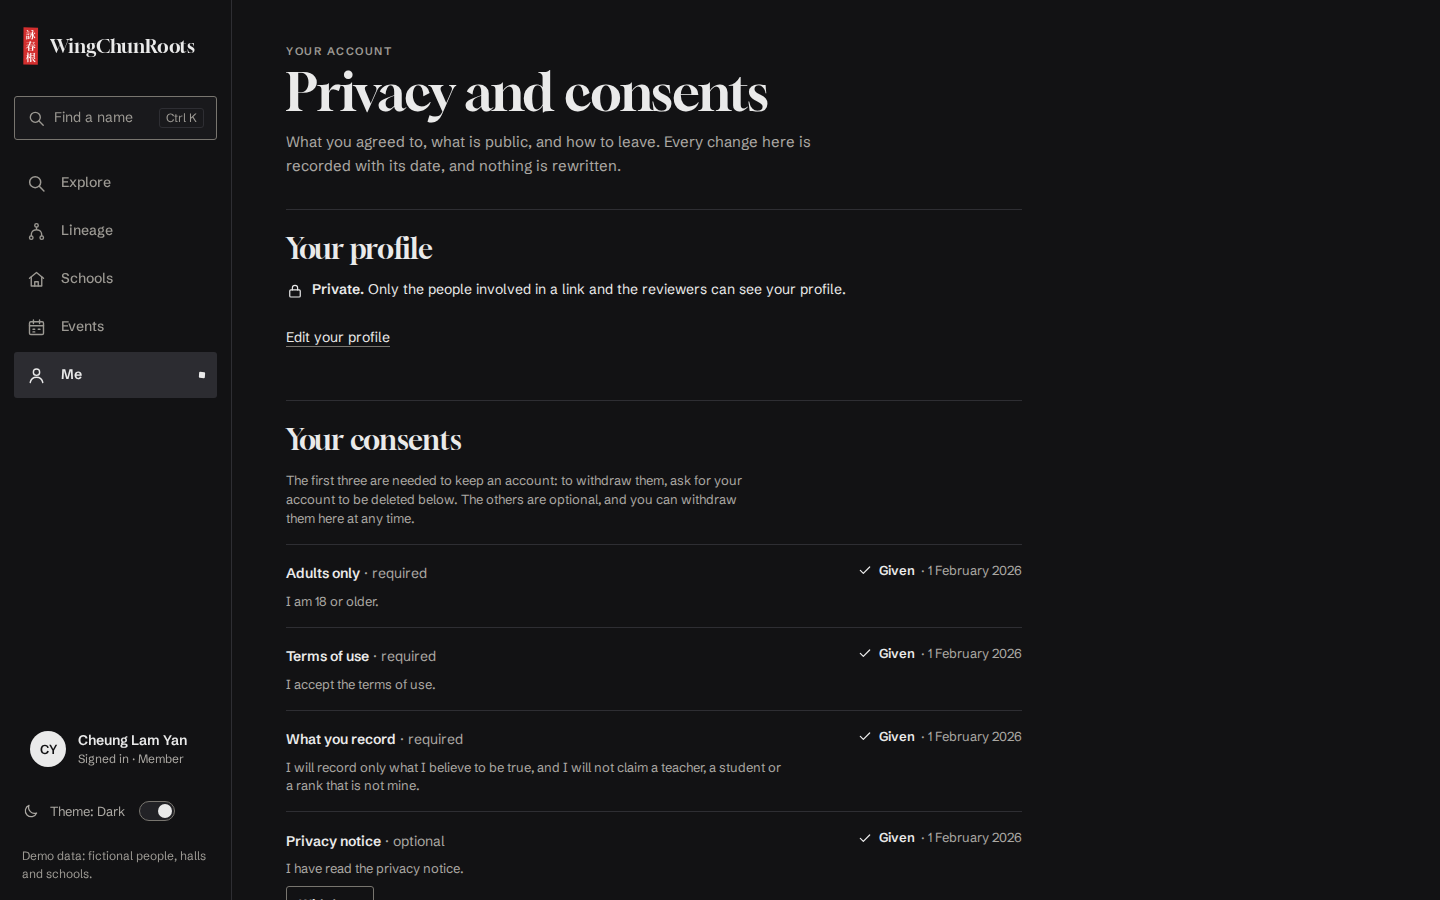 詠春根
WingChunRoots
Find a name
Ctrl K
Explore
Lineage
Schools
Events
Me
CY
Cheung Lam Yan
Signed in · Member
Theme: Dark
Demo data: fictional people, halls
and schools.
YOUR ACCOUNT
Privacy and consents
What you agreed to, what is public, and how to leave. Every change here is
recorded with its date, and nothing is rewritten.
Your profile
Private. Only the people involved in a link and the reviewers can see your profile.
Edit your profile
Your consents
The first three are needed to keep an account: to withdraw them, ask for your
account to be deleted below. The others are optional, and you can withdraw
them here at any time.
Adults only · required
Given · 1 February 2026
I am 18 or older.
Terms of use · required
Given · 1 February 2026
I accept the terms of use.
What you record · required
Given · 1 February 2026
I will record only what I believe to be true, and I will not claim a teacher, a student or
a rank that is not mine.
Privacy notice · optional
Given · 1 February 2026
I have read the privacy notice.